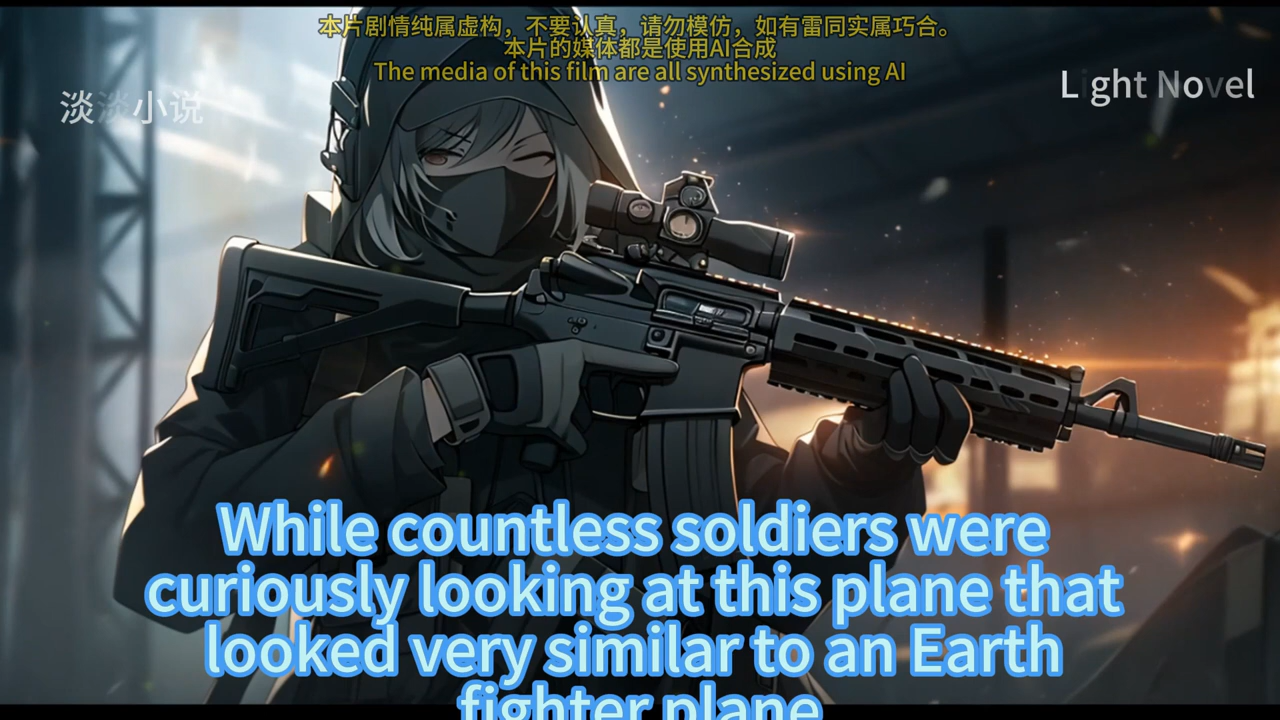 本片剧情纯属虚构，不要认真，请勿模仿，如有雷同实属巧合。
本片的媒体都是使用AI合成
The media of this film are all synthesized using AI
淡淡小说
Light Novel
While countless soldiers were
curiously looking at this plane that
looked very similar to an Earth
fighter plane